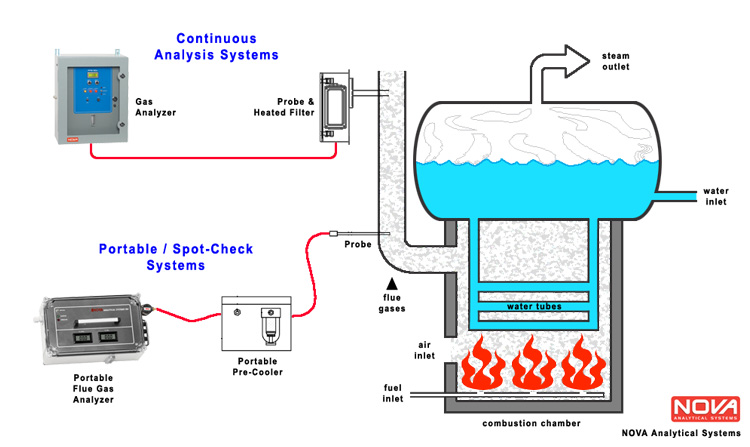 Continuous
Analysis Systems
Gas
Analyzer
Probe &
Heated Filter
steam
outlet
water
inlet
Portable / Spot-Check
Systems
Probe
flue
gases
water tubes
air
inlet
fuel
inlet
combustion chamber
Portable
Flue Gas
Analyzer
Portable
Pre-Cooler
NOVA
ANALYTICAL SYSTEMS
NOVA Analytical Systems